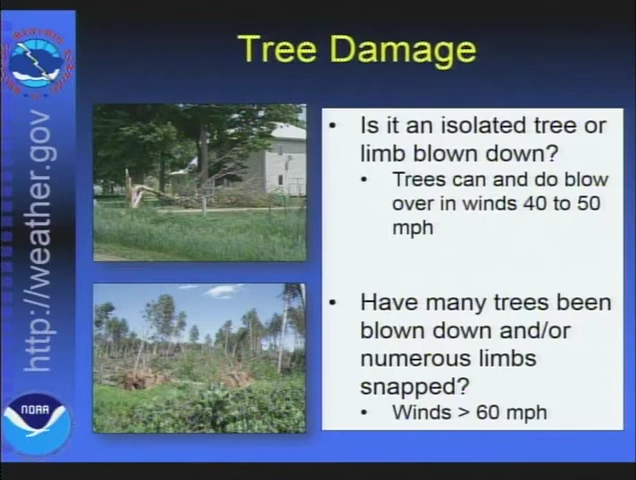 Tree Damage
http://weather.gov
NOAA
• Is it an isolated tree or
limb blown down?
• Trees can and do blow
over in winds 40 to 50
mph
• Have many trees been
blown down and/or
numerous limbs
snapped?
• Winds > 60 mph